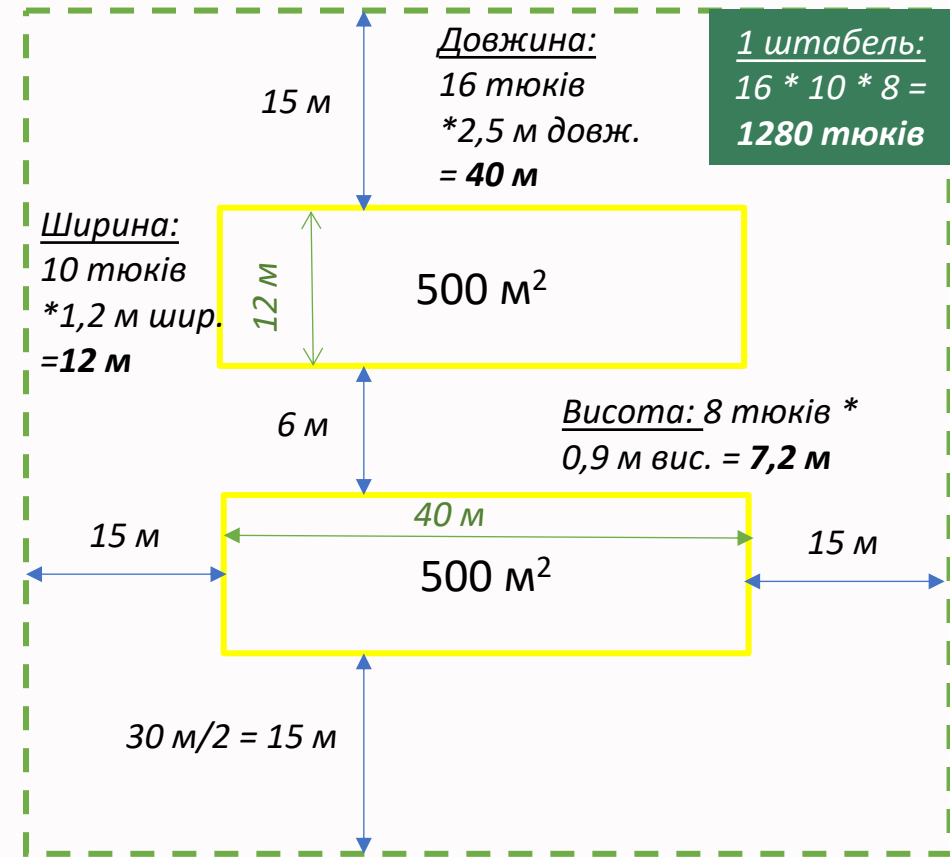 Довжина:
16 тюків
*2,5 м довж.
= 40 м
1 штабель:
16 * 10 * 8 =
1280 тюків
15 м
Ширина:
10 тюків
*1,2 м шир.
=12 м
12 м
500 м²
6 м
Висота: 8 тюків *
0,9 м вис. = 7,2 м
40 м
15 м
500 м²
15 м
30 м/2 = 15 м